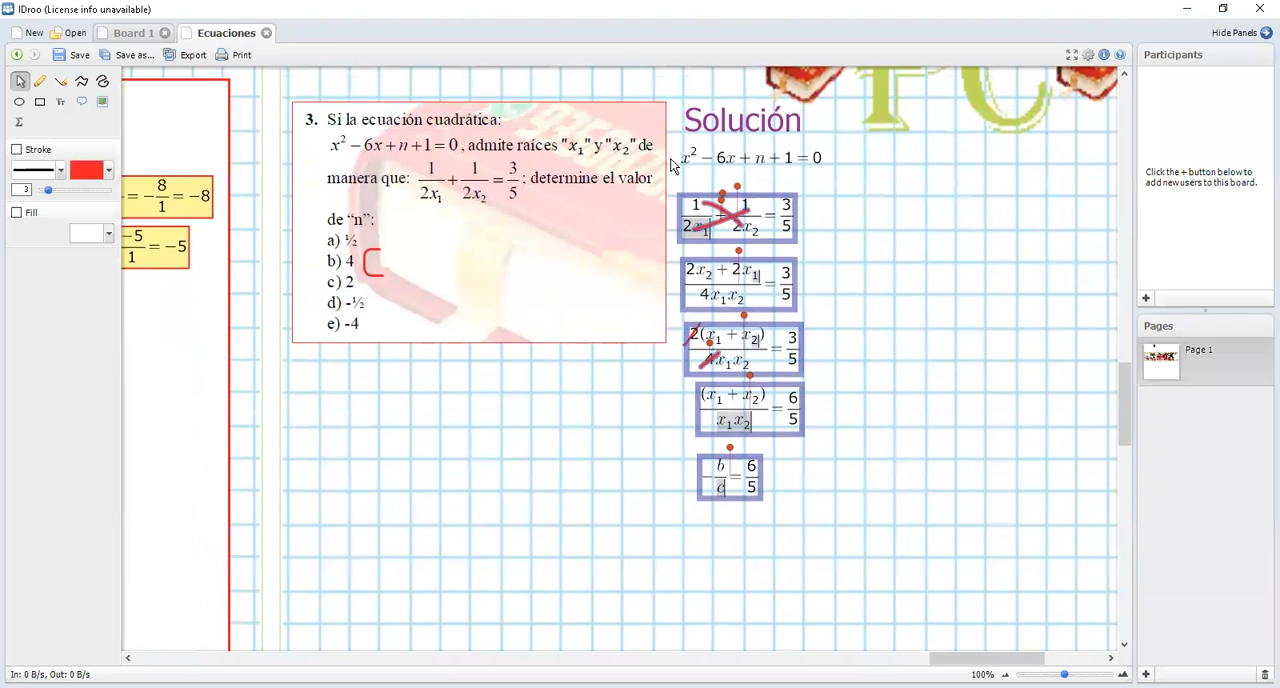 IDroo (License info unavailable)
New Open Board 1 Ecuaciones Hide Panels
Save Save as... Export Print
Participants
Click the + button below to
add new users to this board.
Pages
Page 1
Tr
Σ
Stroke
3
Fill
= -8/1 = -8
-5/1 = -5
3. Si la ecuación cuadrática:
x² − 6x + n + 1 = 0, admite raíces "x₁" y "x₂" de
manera que: 1/2x₁ + 1/2x₂ = 3/5; determine el valor
de "n":
a) ½
b) 4
c) 2
d) -½
e) -4
Solución
x² − 6x + n + 1 = 0
1/2x₁ + 1/2x₂ = 3/5
2x₂ + 2x₁/4x₁x₂ = 3/5
2(x₁ + x₂)/4x₁x₂ = 3/5
(x₁ + x₂)/x₁x₂ = 6/5
-b/c = 6/5
In: 0 B/s, Out: 0 B/s
100%